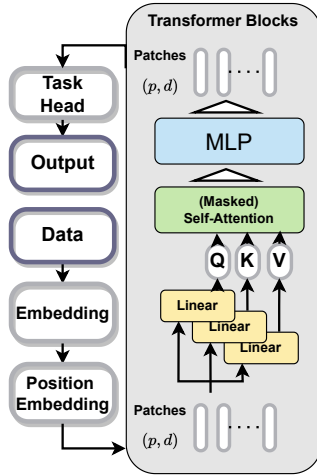 Transformer Blocks
Patches
(p, d)
Task
Head
MLP
Output
(Masked)
Self-Attention
Data
Q K V
Linear
Linear
Linear
Embedding
Position
Embedding
Patches
(p, d)